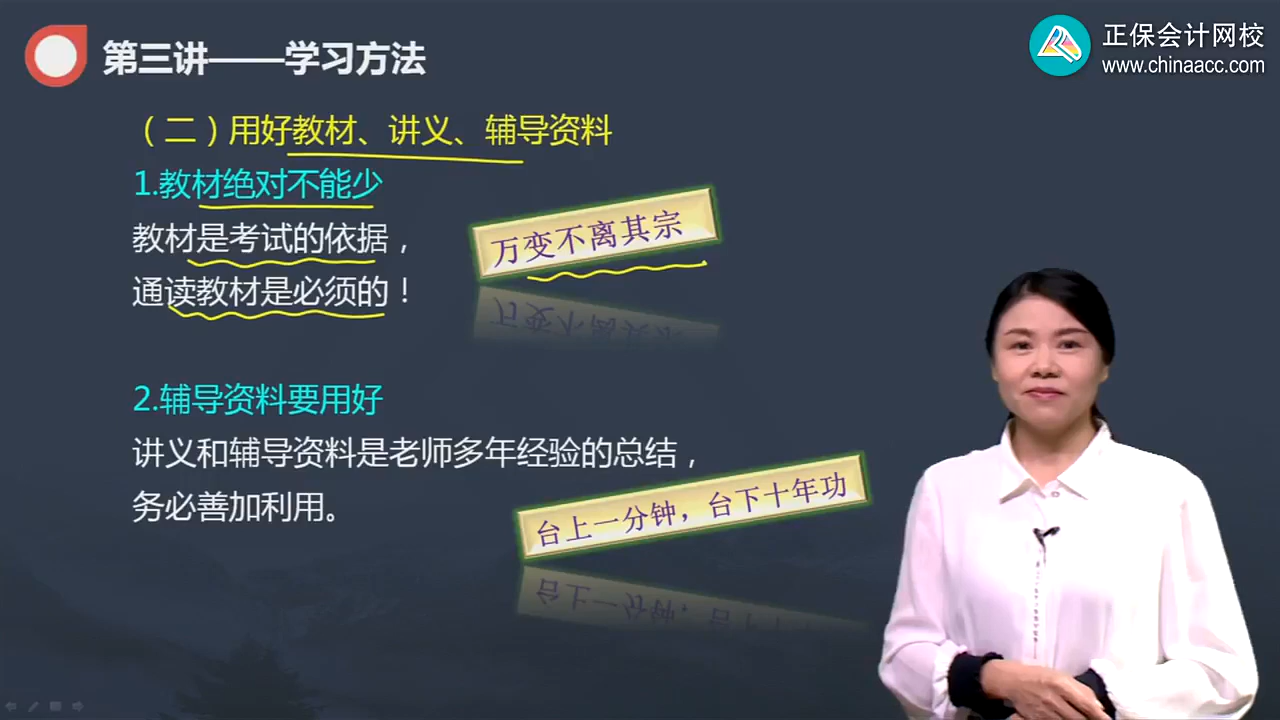 第三讲——学习方法
正保会计网校
www.chinaacc.com
（二）用好教材、讲义、辅导资料
1.教材绝对不能少
教材是考试的依据，
通读教材是必须的！
万变不离其宗
2.辅导资料要用好
讲义和辅导资料是老师多年经验的总结，
务必善加利用。
台上一分钟，台下十年功